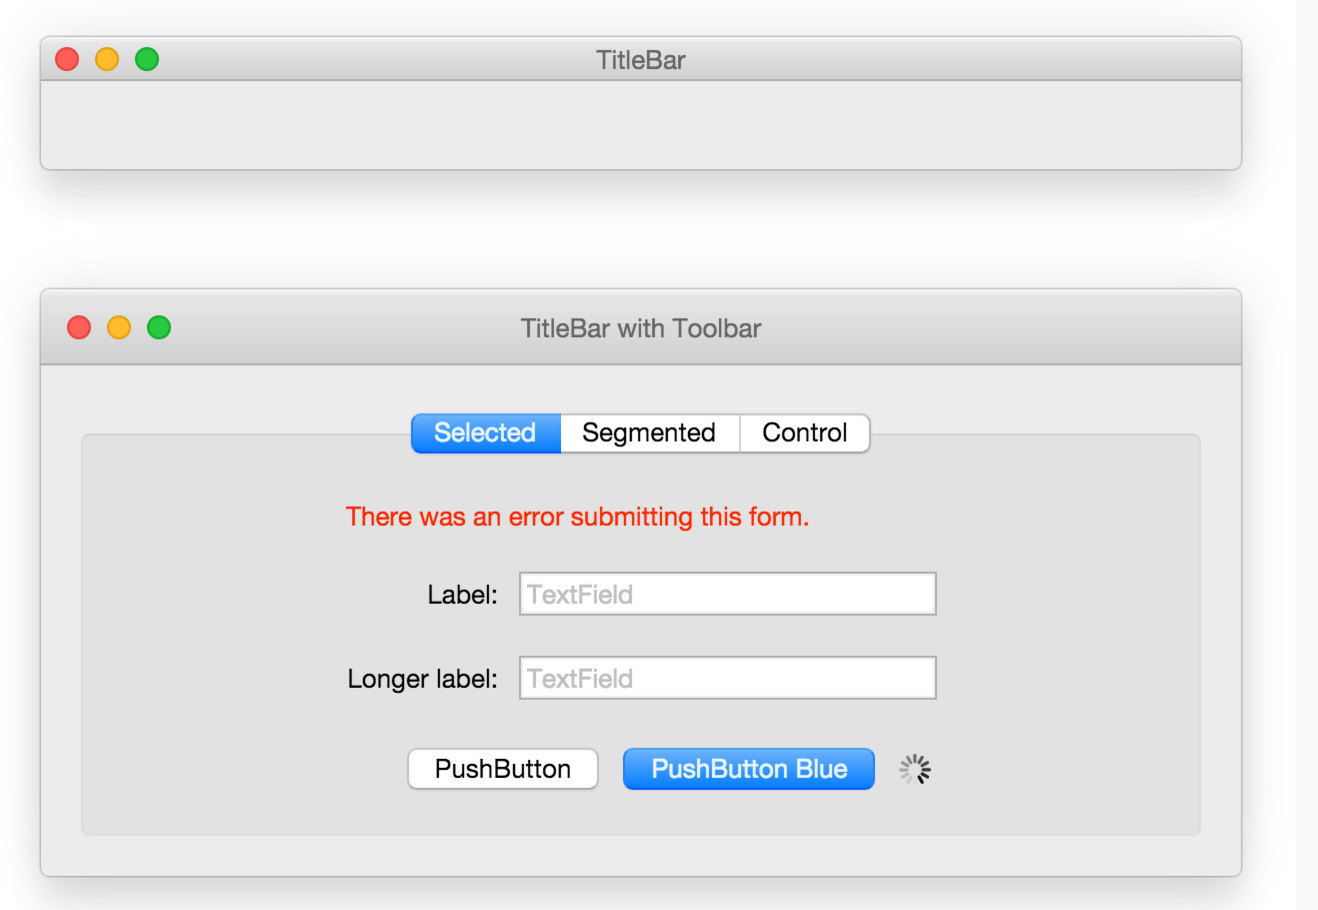 TitleBar
TitleBar with Toolbar
Selected Segmented Control
There was an error submitting this form.
Label: TextField
Longer label: TextField
PushButton PushButton Blue